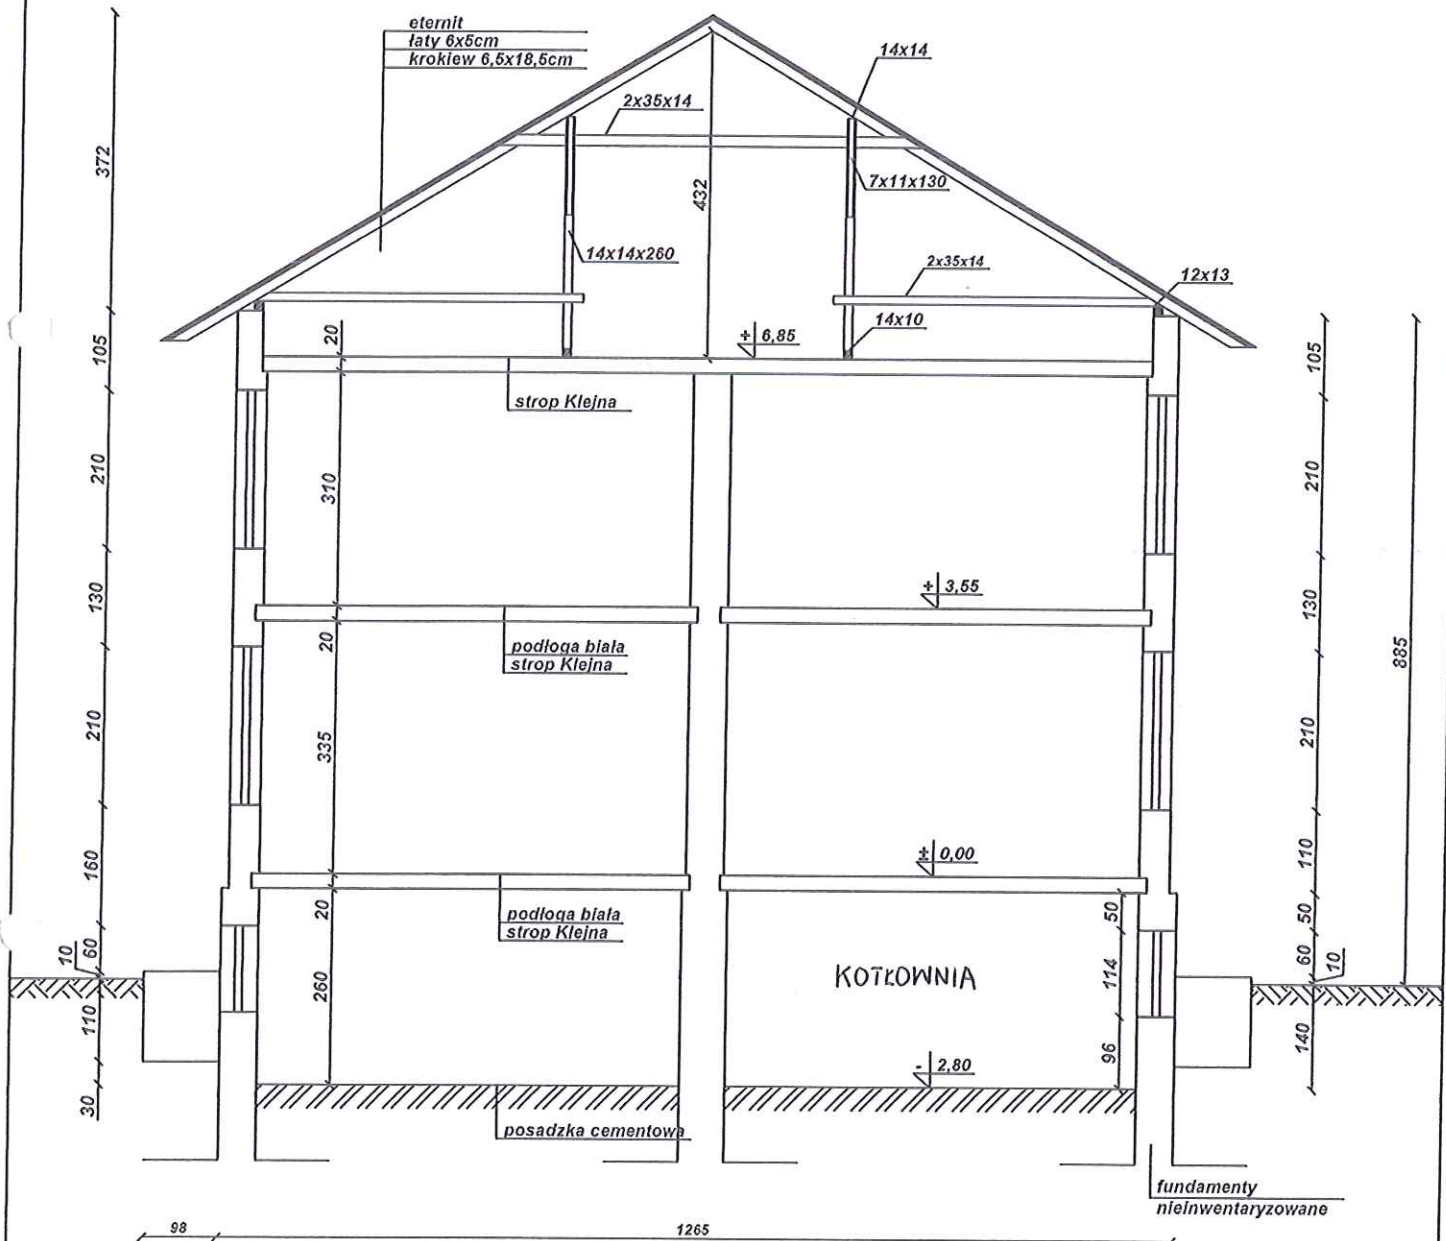 eternit
łaty 6x5cm
krokiew 6,5x18,5cm
14x14
2x35x14
372
432
7x11x130
14x14x260
2x35x14
12x13
14x10
20
± 6,85
105
105
strop Klejna
210
310
210
130
± 3,55
130
20
podłoga biała
strop Klejna
885
210
335
210
160
± 0,00
110
20
podłoga biała
strop Klejna
50
50
10
60
60
10
260
KOTŁOWNIA
114
110
140
96
- 2,80
30
posadzka cementowa
fundamenty
nieinwentaryzowane
98
1265